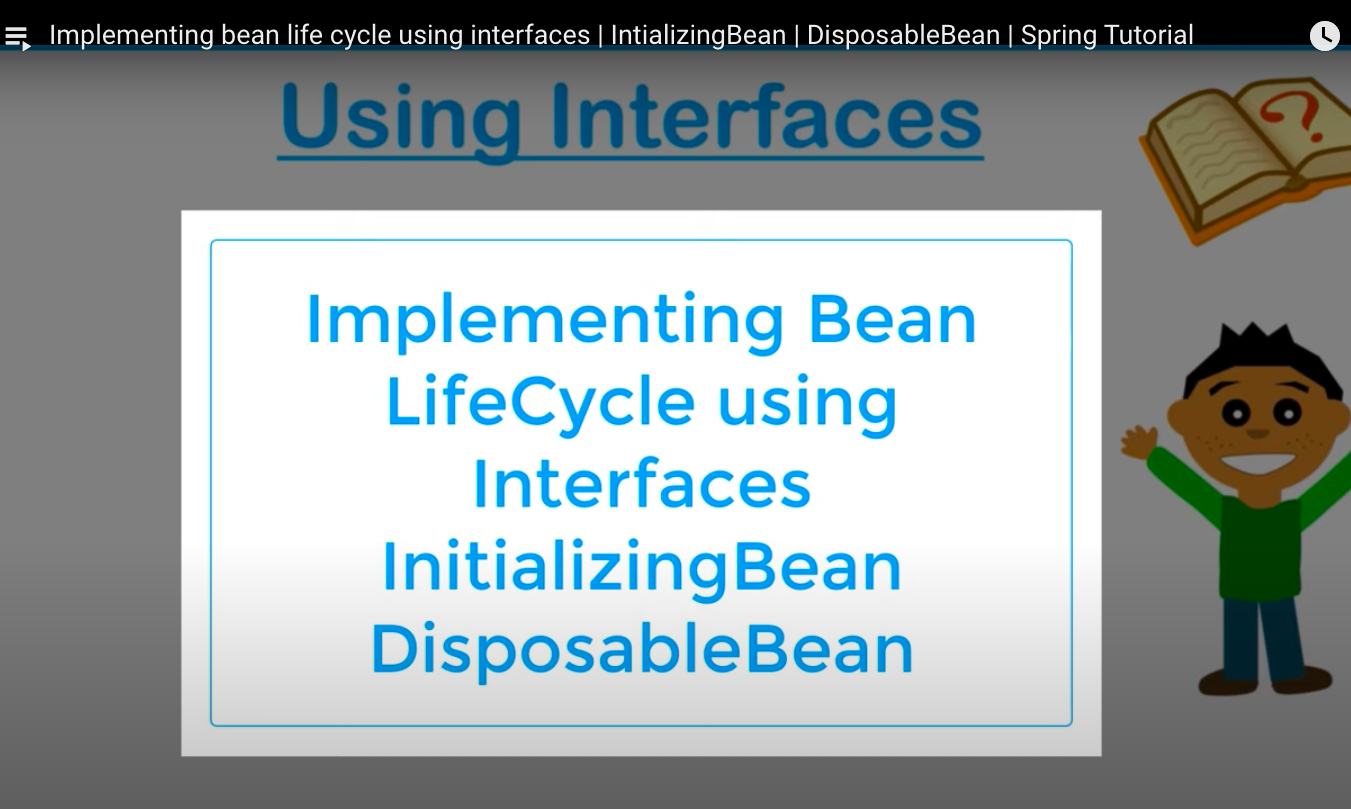 Implementing bean life cycle using interfaces | IntializingBean | DisposableBean | Spring Tutorial
Using Interfaces
?
Implementing Bean
LifeCycle using
Interfaces
InitializingBean
DisposableBean